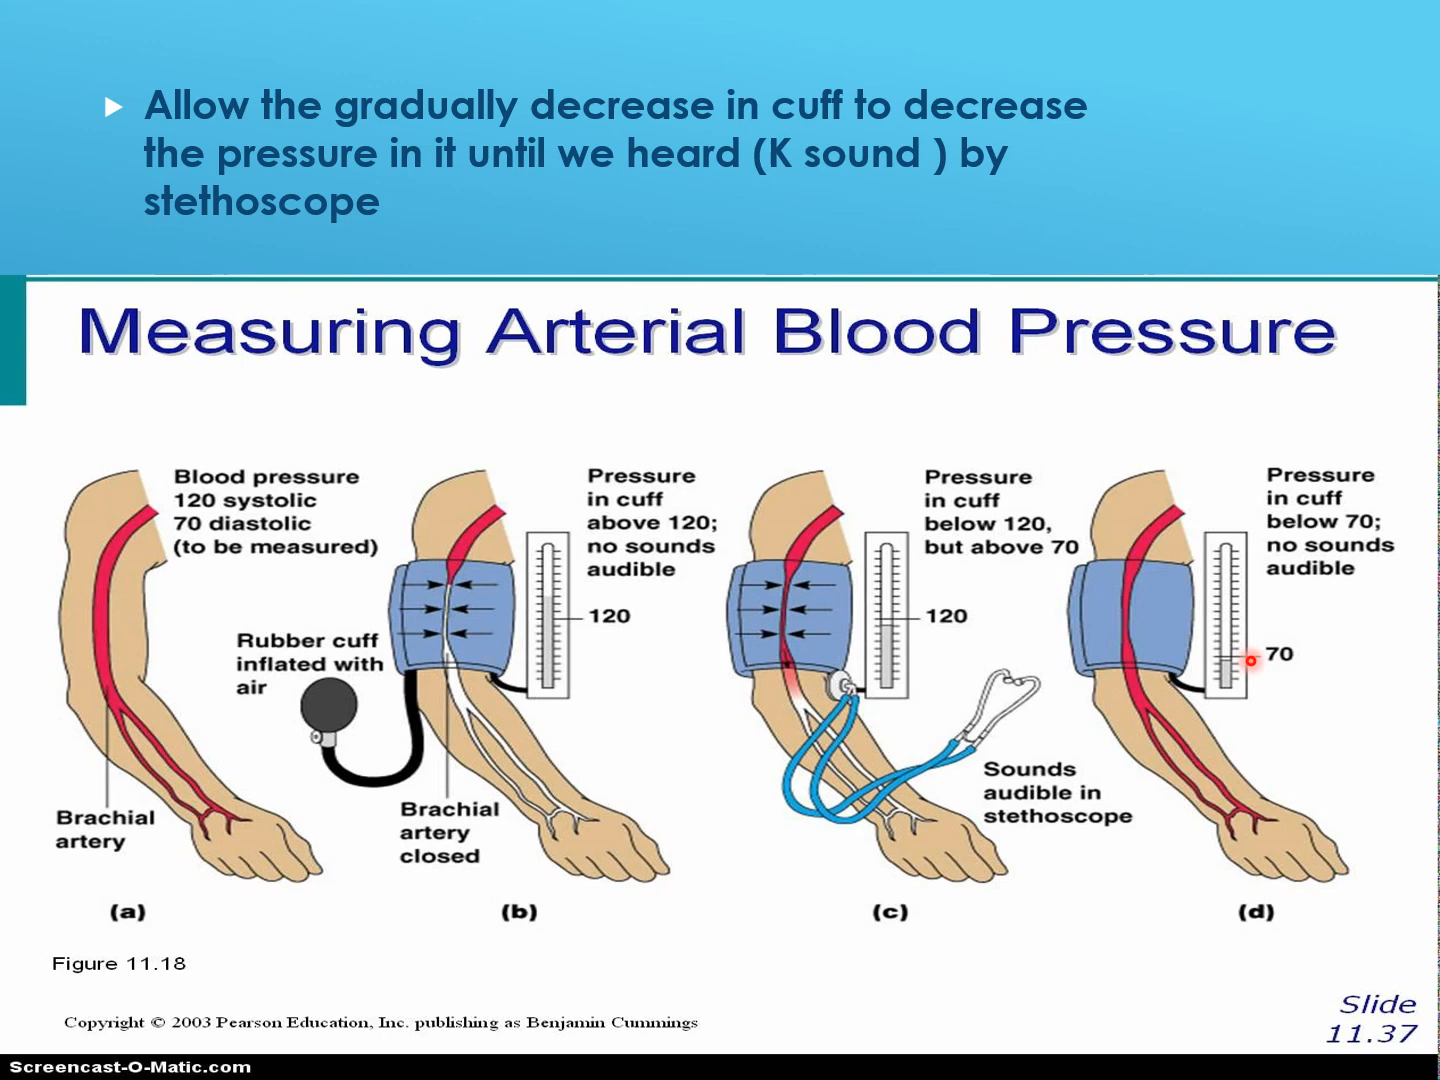 Allow the gradually decrease in cuff to decrease
the pressure in it until we heard (K sound ) by
stethoscope
Measuring Arterial Blood Pressure
Blood pressure
120 systolic
70 diastolic
(to be measured)
Brachial
artery
(a)
Rubber cuff
inflated with
air
Pressure
in cuff
above 120;
no sounds
audible
120
Brachial
artery
closed
(b)
Pressure
in cuff
below 120,
but above 70
120
Sounds
audible in
stethoscope
(c)
Pressure
in cuff
below 70;
no sounds
audible
70
(d)
Figure 11.18
Slide
11.37
Copyright © 2003 Pearson Education, Inc. publishing as Benjamin Cummings
Screencast-O-Matic.com